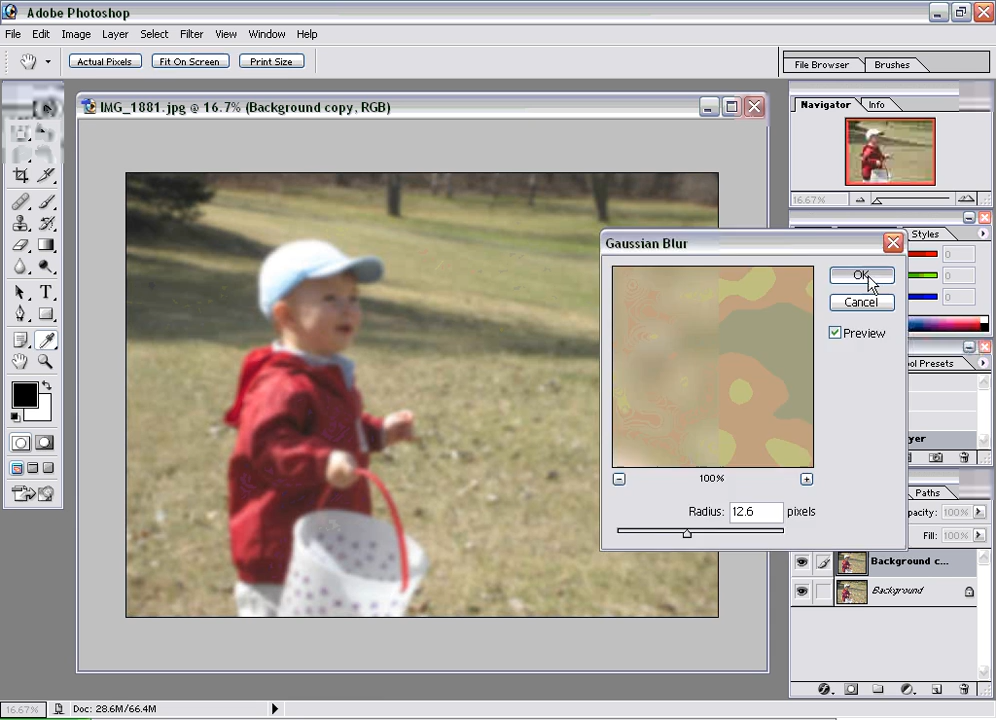 Adobe Photoshop
File Edit Image Layer Select Filter View Window Help
Actual Pixels Fit On Screen Print Size
File Browser Brushes
IMG_1881.jpg @ 16.7% (Background copy, RGB)
Navigator Info
16.67%
Styles
0
0
0
Gaussian Blur
OK
Cancel
Preview
100%
Radius: 12.6 pixels
ool Presets
yer
Paths
pacity: 100%
Fill: 100%
Background c...
Background
T
16.67% Doc: 28.6M/66.4M